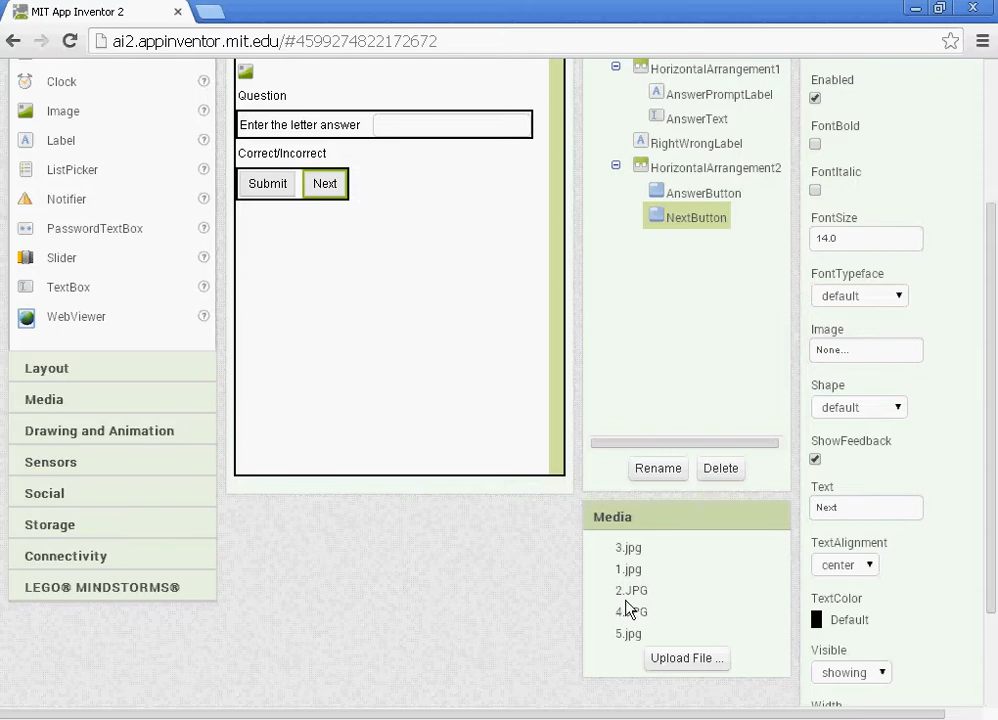 MIT App Inventor 2
ai2.appinventor.mit.edu/#4599274822172672
Clock
Image
Label
ListPicker
Notifier
PasswordTextBox
Slider
TextBox
WebViewer
Layout
Media
Drawing and Animation
Sensors
Social
Storage
Connectivity
LEGO® MINDSTORMS®
Question
Enter the letter answer
Correct/Incorrect
Submit Next
HorizontalArrangement1
AnswerPromptLabel
AnswerText
RightWrongLabel
HorizontalArrangement2
AnswerButton
NextButton
Rename Delete
Media
3.jpg
1.jpg
2.JPG
4.JPG
5.jpg
Upload File ...
Enabled
FontBold
FontItalic
FontSize
14.0
FontTypeface
default
Image
None...
Shape
default
ShowFeedback
Text
Next
TextAlignment
center
TextColor
Default
Visible
showing
Width